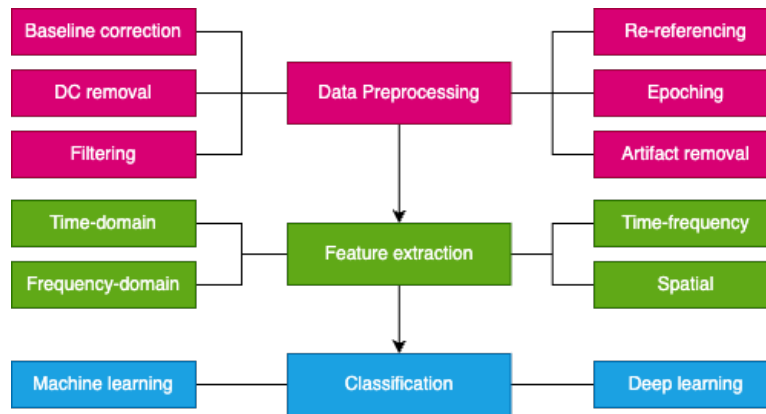 Baseline correction
Re-referencing
DC removal
Data Preprocessing
Epoching
Filtering
Artifact removal
Time-domain
Time-frequency
Feature extraction
Frequency-domain
Spatial
Machine learning
Classification
Deep learning